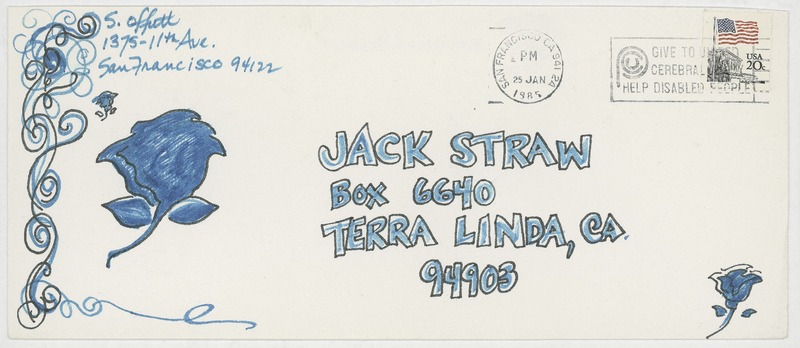 S. Offutt
1375-11th Ave.
San Francisco 94122
SAN FRANCISCO CA 941
PM
25 JAN
1985
GIVE TO UNITED
CEREBRAL
HELP DISABLED PEOPLE
USA
20c
JACK STRAW
BOX 6640
TERRA LINDA, CA.
94903